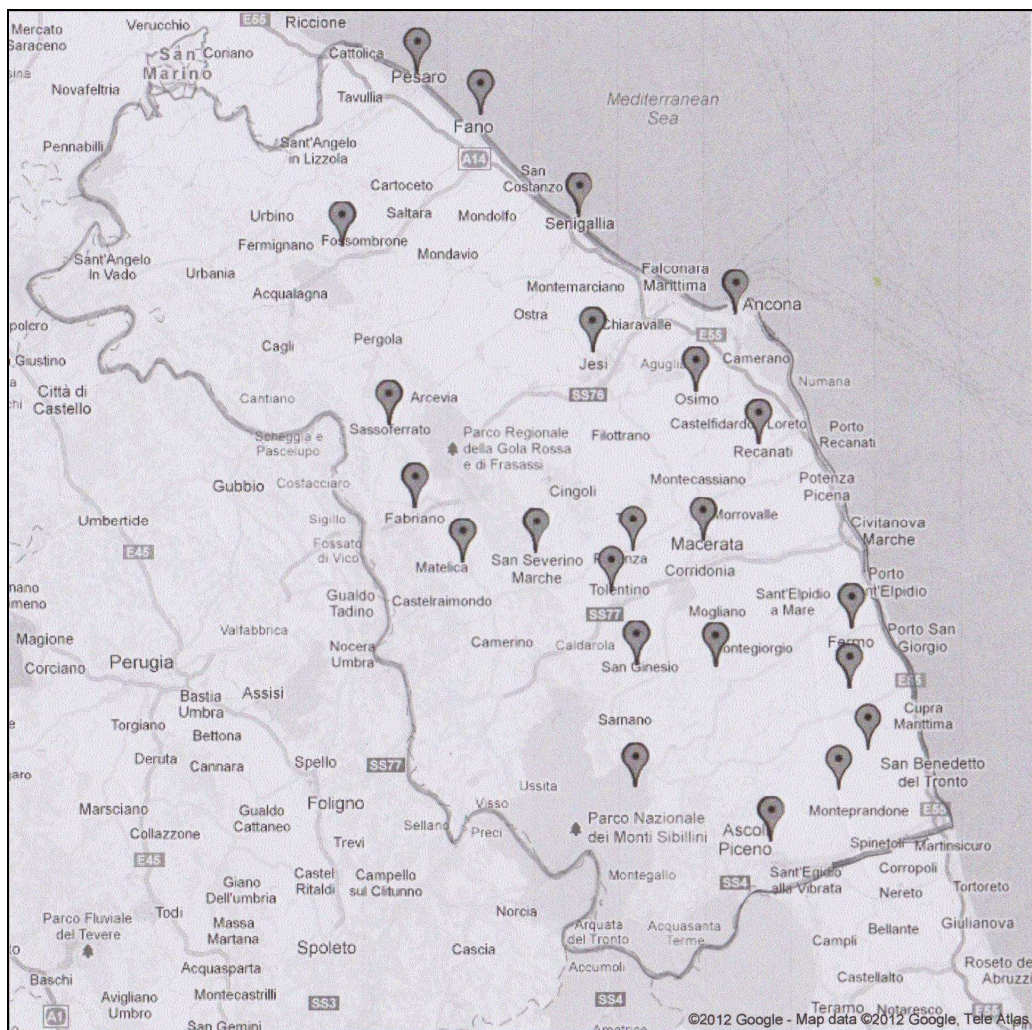 E55
Riccione
Verucchio
Mercato
Saraceno
San
Marino
Coriano
Cattolica
Pesaro
Novafeltria
Tavullia
Fano
Mediterranean
Sea
Pennabilli
Sant'Angelo
in Lizzola
A14
San
Costanzo
Cartoceto
Urbino
Saltara
Mondolfo
Senigallia
Fermignano
Fossombrone
Mondavio
Sant'Angelo
In Vado
Urbania
Falconara
Marittima
Acqualagna
Montemarciano
Ancona
Ostra
Chiaravalle
E55
Cagli
Pergola
Jesi
Camerano
Città di
Castello
Cantiano
Arcevia
SS76
Osimo
Numana
Scheggia e
Pascelupo
Sassoferrato
Parco Regionale
della Gola Rossa
e di Frasassi
Filottrano
Castelfidardo
Loreto
Recanati
Porto
Recanati
Gubbio
Costacciaro
Cingoli
Montecassiano
Potenza
Picena
Umbertide
Sigillo
Fabriano
Morrovalle
Civitanova
Marche
E45
Fossato
di Vico
Matelica
San Severino
Marche
Macerata
Tolentino
Corridonia
Porto
Gualdo
Tadino
Castelraimondo
SS77
Mogliano
Sant'Elpidio
a Mare
Magione
Valfabbrica
Nocera
Umbra
Camerino
Caldarola
Porto San
Giorgio
Corciano
Perugia
San Ginesio
Fermo
Bastia
Umbra
Assisi
Torgiano
Bettona
Sarnano
Cupra
Marittima
Deruta
Cannara
Spello
SS77
San Benedetto
del Tronto
Marsciano
Gualdo
Cattaneo
Foligno
Ussita
Visso
Monteprandone
E55
Collazzone
Trevi
Sellano
Preci
Parco Nazionale
dei Monti Sibillini
Ascoli
Piceno
Spinetoli
Martinsicuro
E45
Giano
Dell'umbria
Castel
Ritaldi
Campello
sul Clitunno
Montegallo
SS4
Sant'Egidio
alla Vibrata
Corropoli
Nereto
Tortoreto
Parco Fluviale
del Tevere
Todi
Massa
Martana
Norcia
Arquata
del Tronto
Acquasanta
Terme
Bellante
Giulianova
Spoleto
Cascia
Campli
Baschi
Acquasparta
Accumoli
Castellalto
Roseto de
Abruzzi
Avigliano
Umbro
Montecastrilli
SS3
SS4
A1
San Gemini
Teramo
Notaresco
©2012 Google - Map data ©2012 Google, Tele Atlas